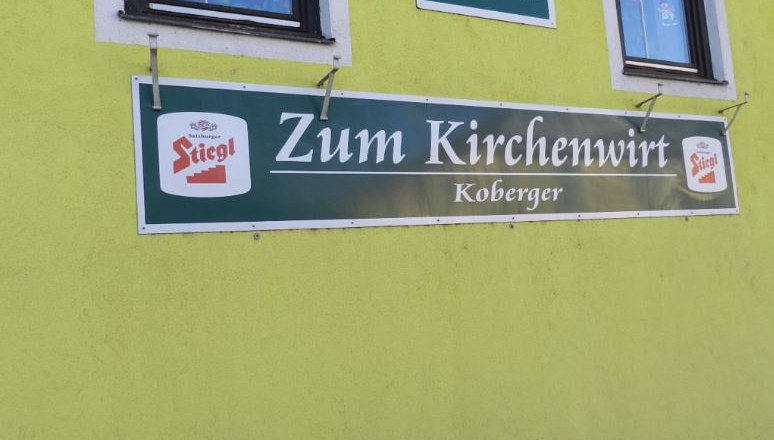 Salzburger
Stiegl
Zum Kirchenwirt
Koberger
Stiegl